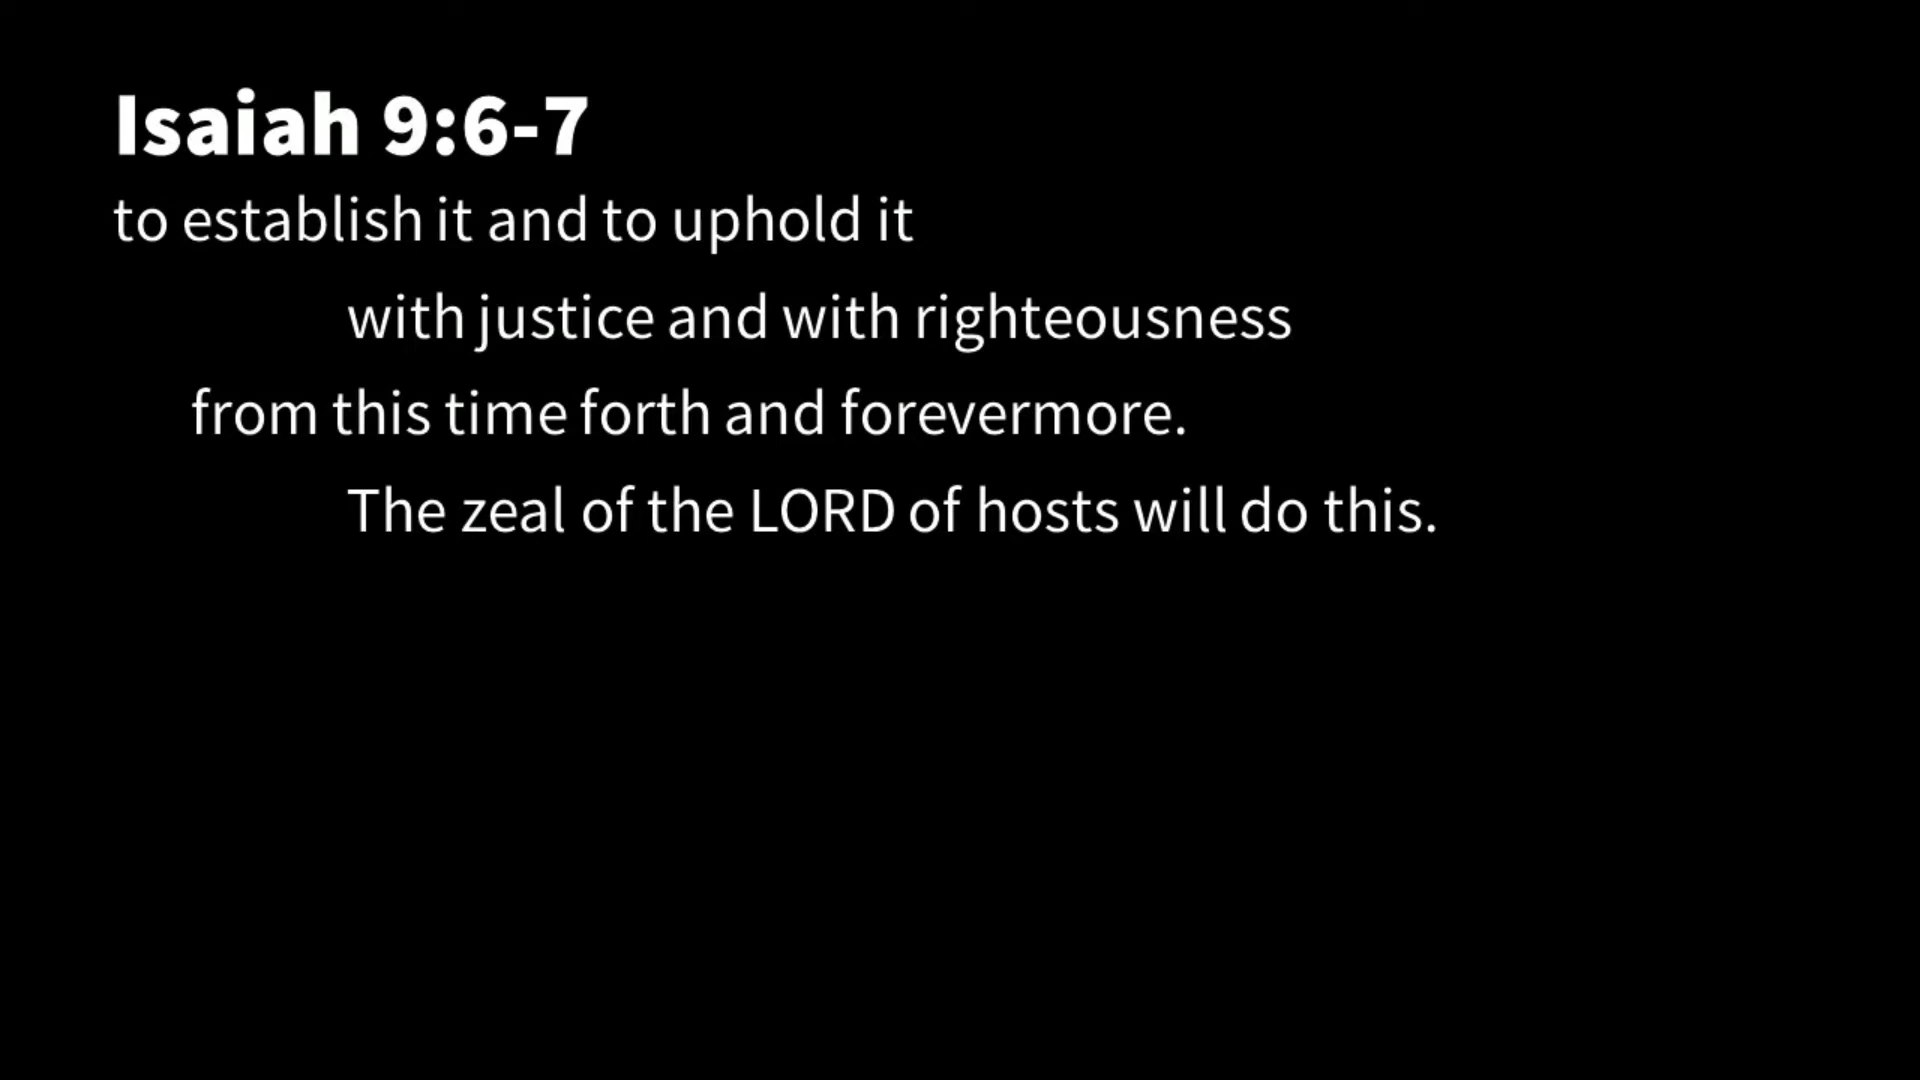 Isaiah 9:6-7
to establish it and to uphold it
with justice and with righteousness
from this time forth and forevermore.
The zeal of the LORD of hosts will do this.